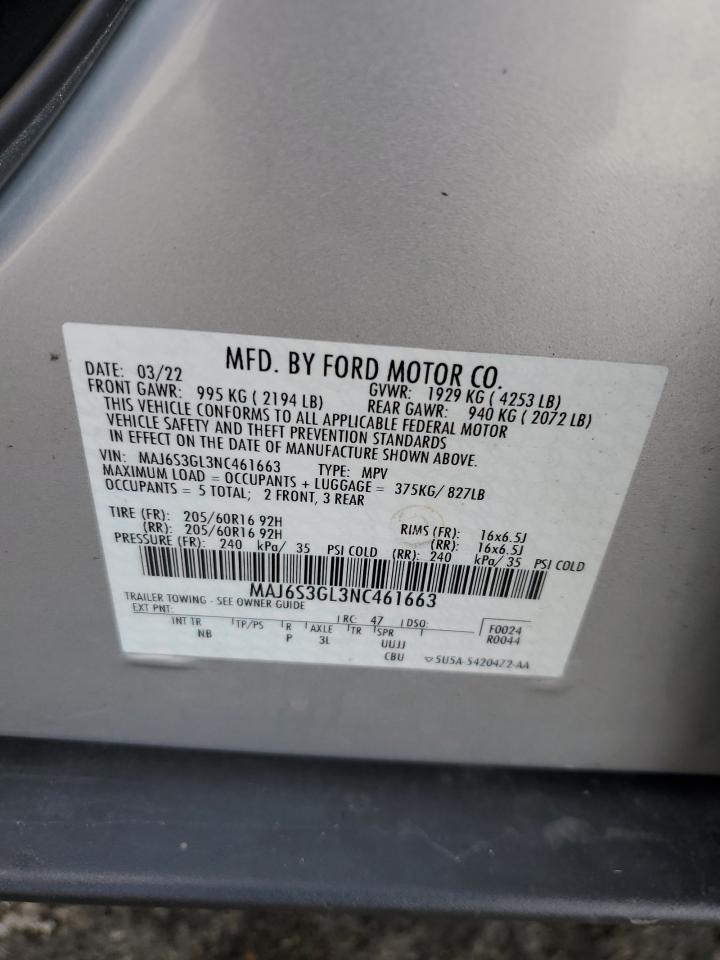 MFD. BY FORD MOTOR CO.
DATE: 03/22 GVWR: 1929 KG ( 4253 LB)
FRONT GAWR: 995 KG ( 2194 LB) REAR GAWR: 940 KG ( 2072 LB)
THIS VEHICLE CONFORMS TO ALL APPLICABLE FEDERAL MOTOR
VEHICLE SAFETY AND THEFT PREVENTION STANDARDS
IN EFFECT ON THE DATE OF MANUFACTURE SHOWN ABOVE.
VIN: MAJ6S3GL3NC461663 TYPE: MPV
MAXIMUM LOAD = OCCUPANTS + LUGGAGE = 375KG/ 827LB
OCCUPANTS = 5 TOTAL; 2 FRONT, 3 REAR
TIRE (FR): 205/60R16 92H RIMS (FR): 16x6.5J
(RR): 205/60R16 92H (RR): 16x6.5J
PRESSURE (FR): 240 kPa/ 35 PSI COLD (RR): 240 kPa/ 35 PSI COLD
MAJ6S3GL3NC461663
TRAILER TOWING - SEE OWNER GUIDE
EXT PNT: RC: 47 DSO: F0024
INT TR TP/PS R AXLE TR SPR R0044
NB P 3L UUJJ
CBU 5U5A-5420472-AA